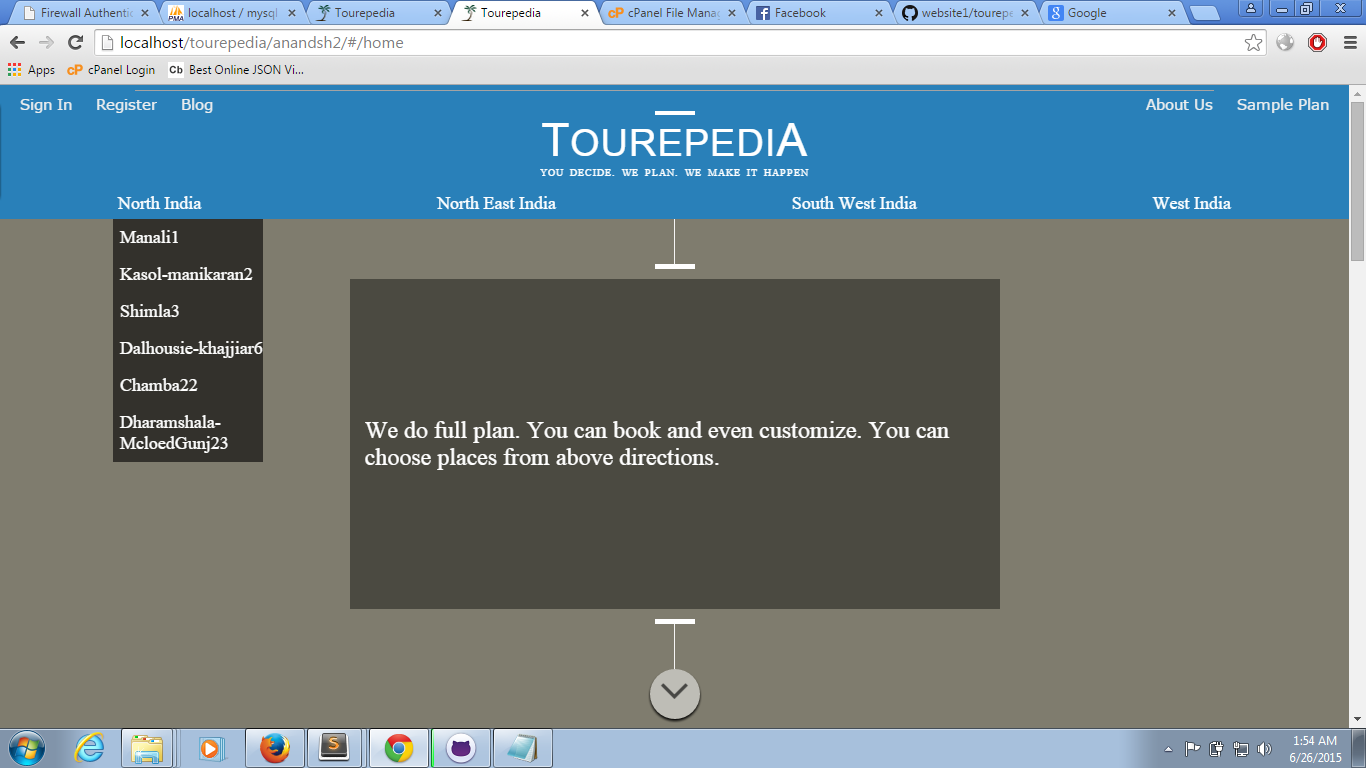 Firewall Authentic
localhost / mysql
Tourepedia
Tourepedia
cPanel File Manag
Facebook
website1/tourepe
Google
localhost/tourepedia/anandsh2/#/home
Apps
cPanel Login
Cb
Best Online JSON Vi...
Sign In
Register
Blog
About Us
Sample Plan
TOUREPEDIA
YOU DECIDE. WE PLAN. WE MAKE IT HAPPEN
North India
North East India
South West India
West India
Manali1
Kasol-manikaran2
Shimla3
Dalhousie-khajjiar6
Chamba22
Dharamshala-
McloedGunj23
We do full plan. You can book and even customize. You can
choose places from above directions.
1:54 AM
6/26/2015